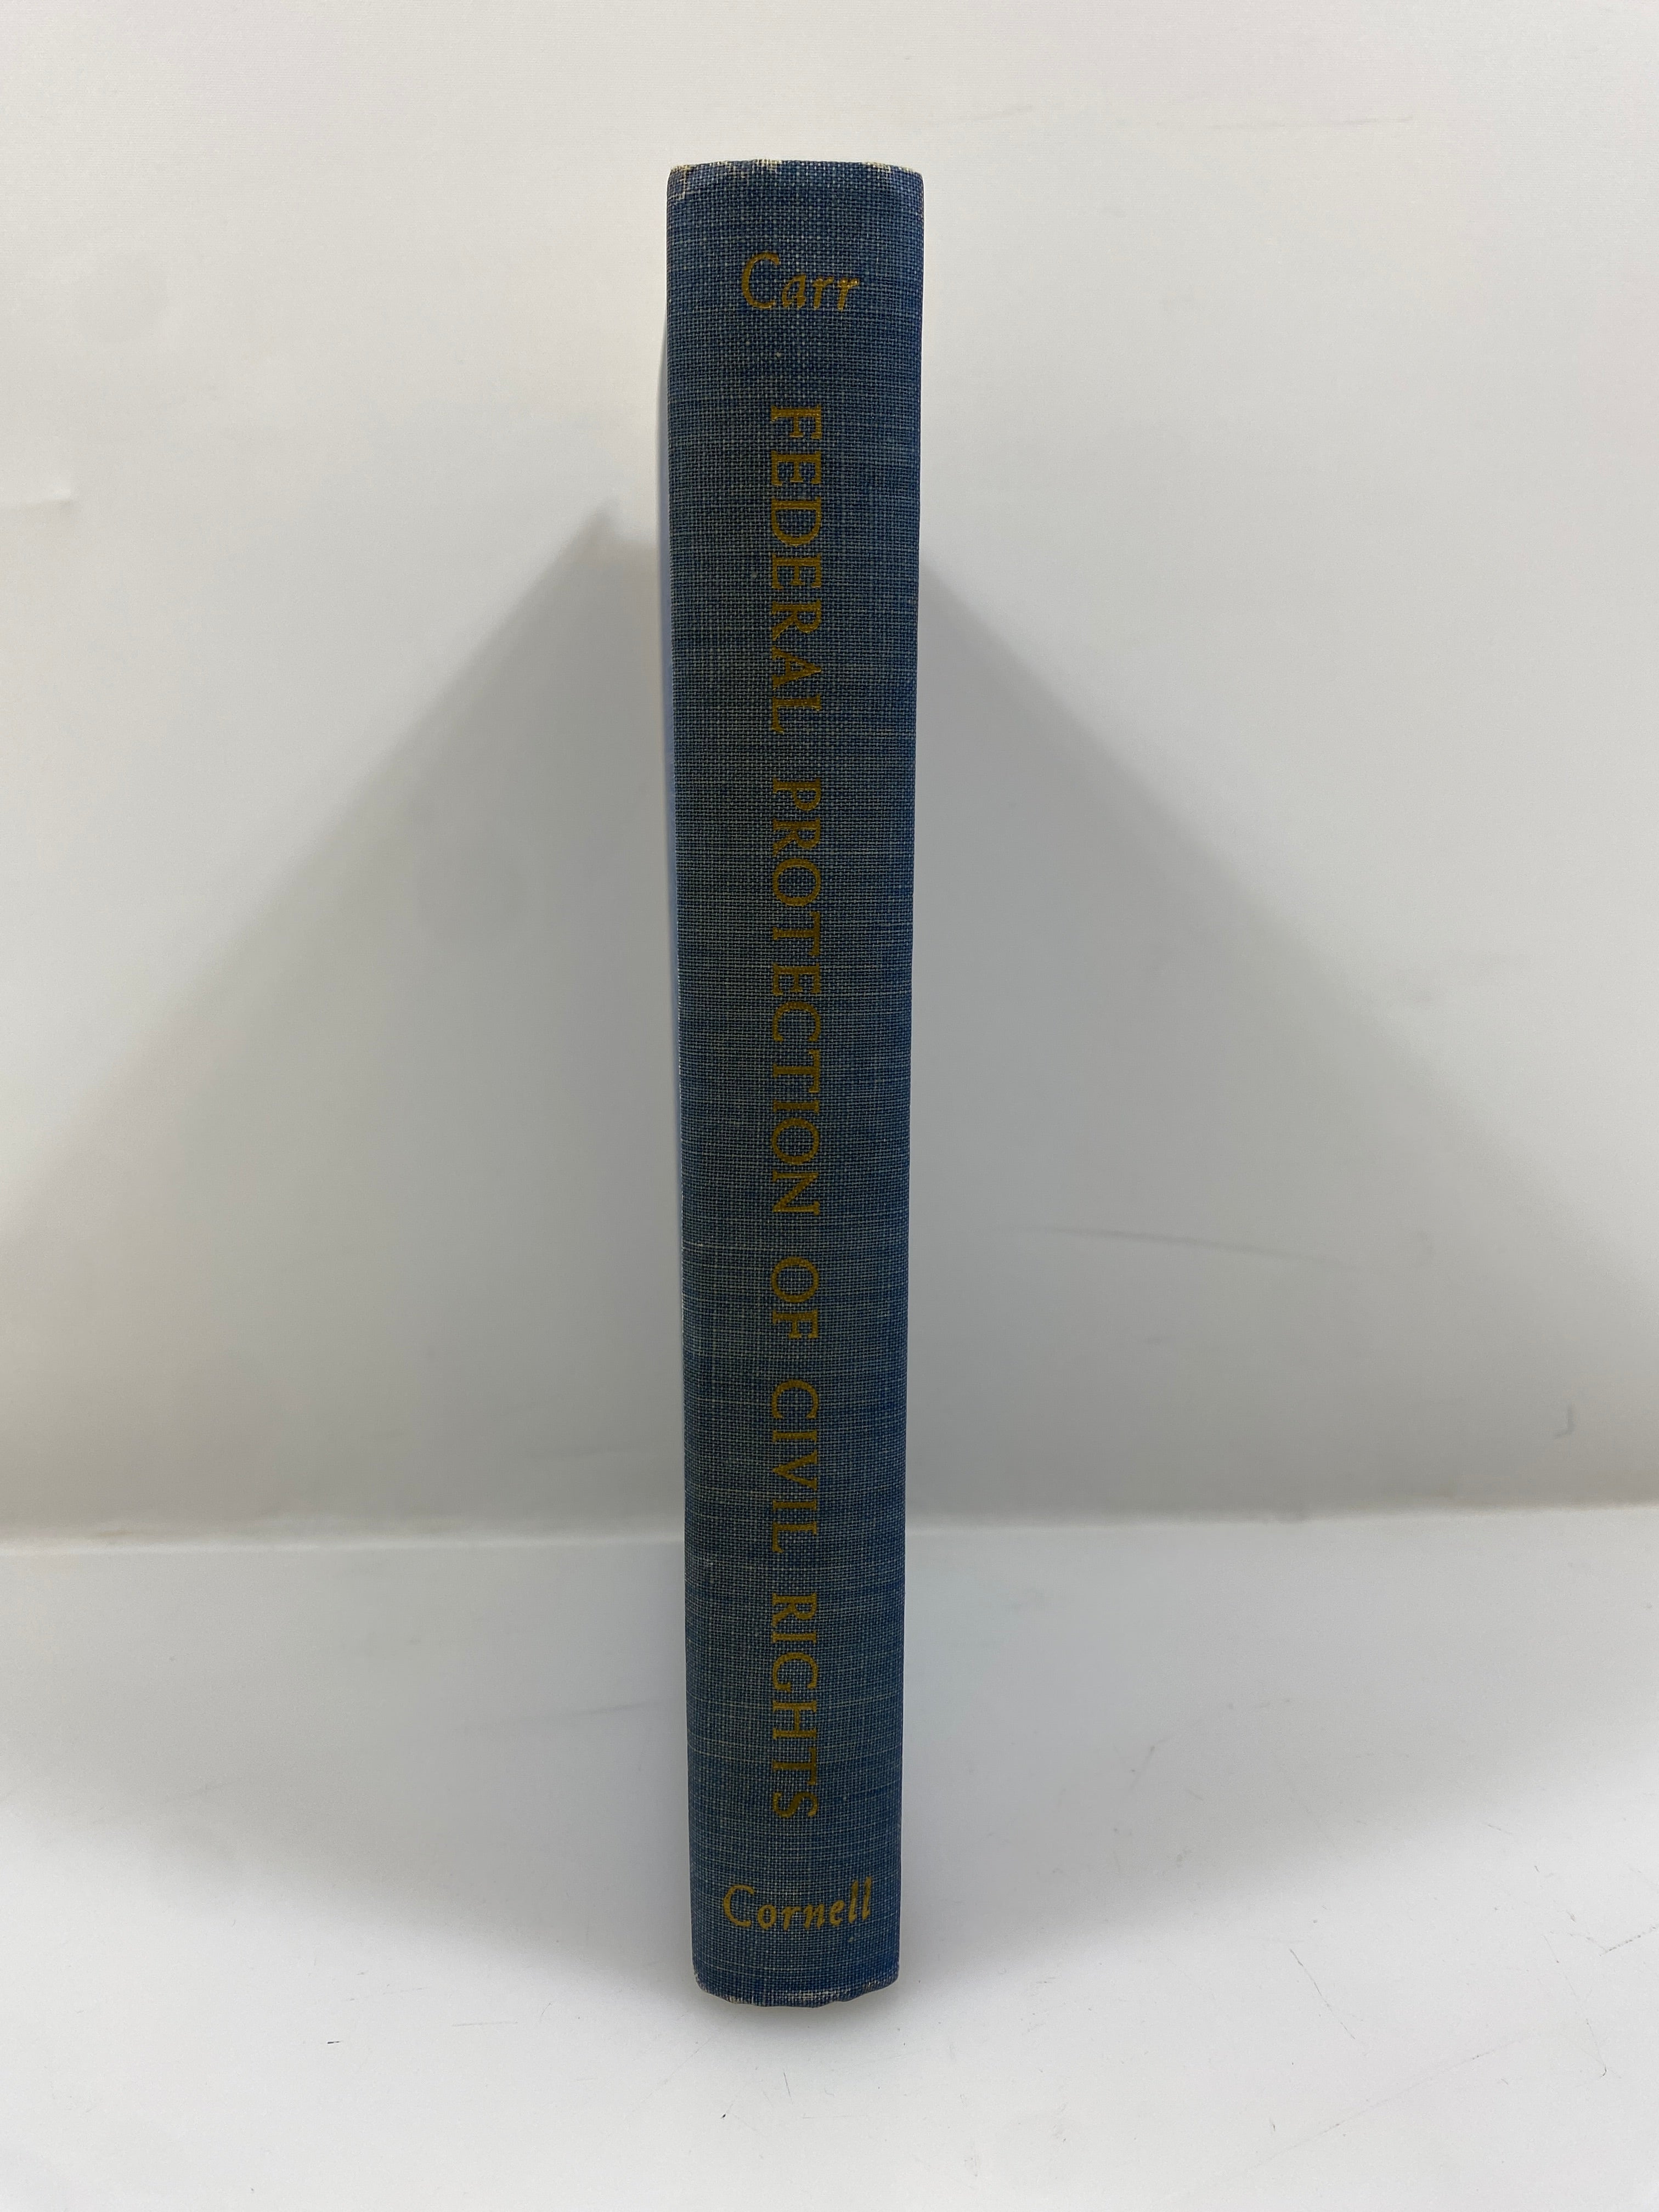 Carr
FEDERAL PROTECTION OF CIVIL RIGHTS
Cornell